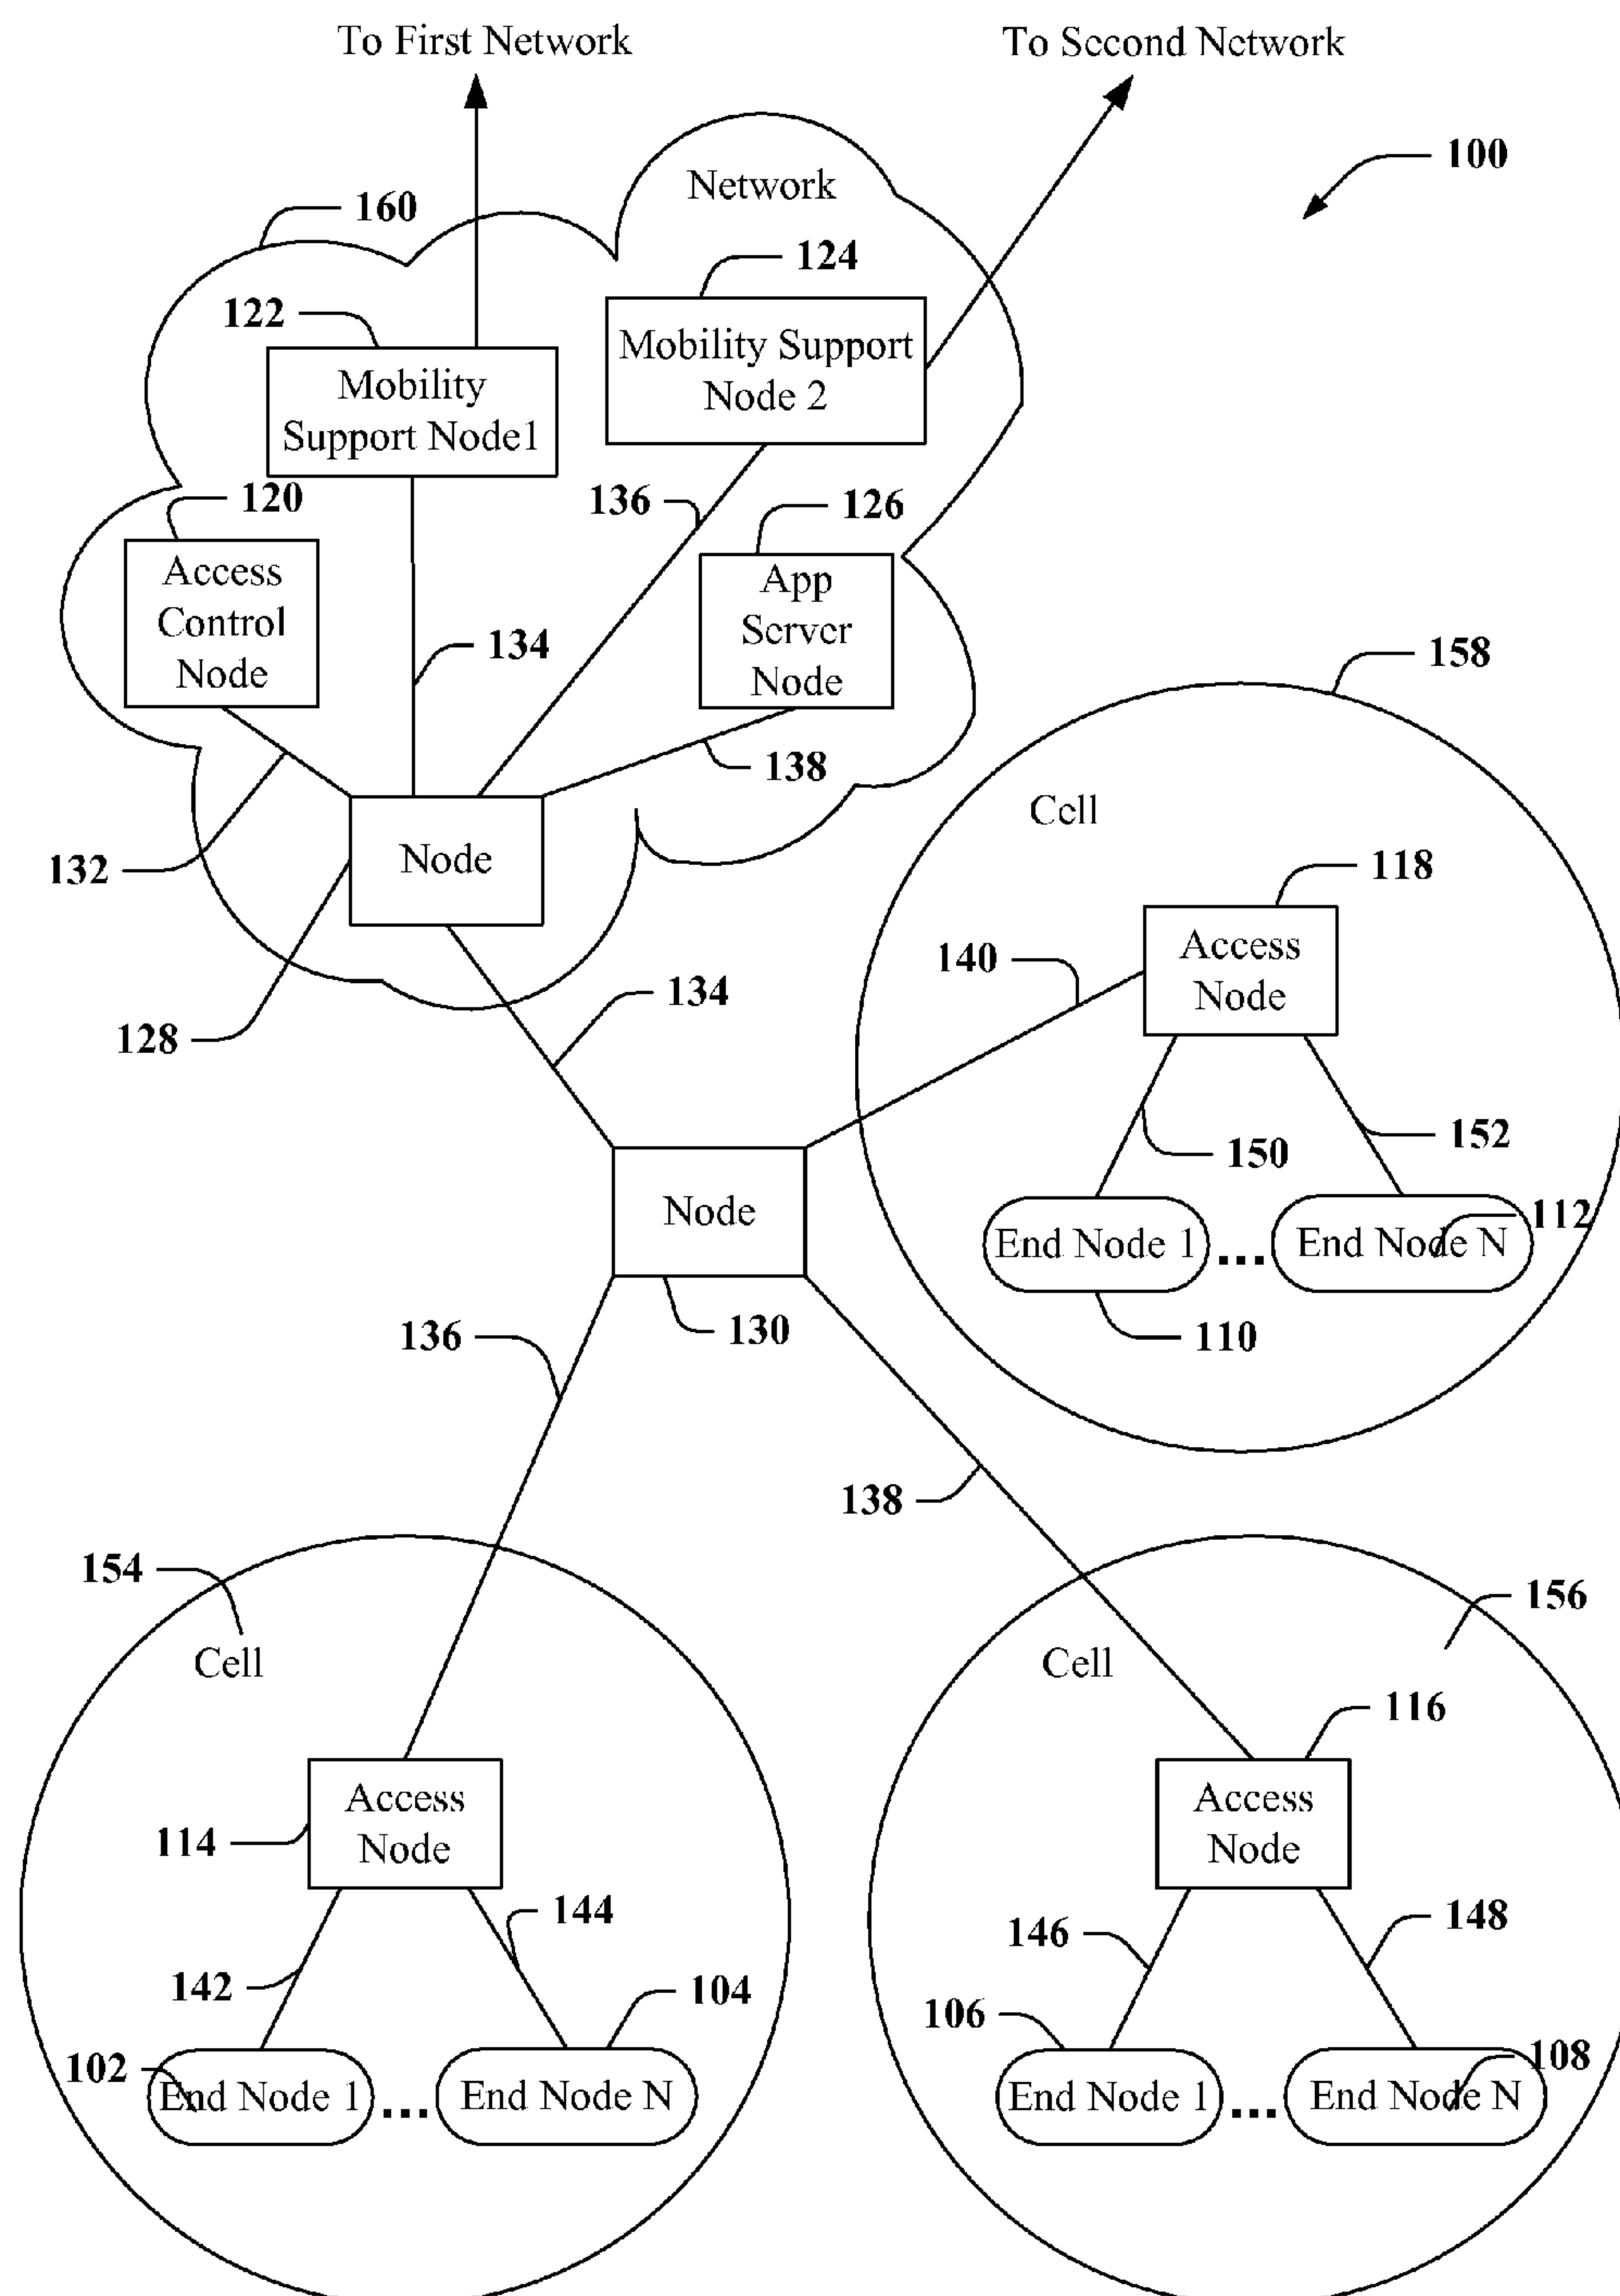 To First Network
To Second Network
100
Network
160
124
122
Mobility Support
Node 2
Mobility
Support Node1
120
136
126
Access
Control
Node
App
Server
Node
134
158
138
Cell
132
Node
118
140
Access
Node
134
128
150
152
Node
End Node 1
...
End Node N
112
136
130
110
138
154
156
Cell
Cell
116
Access
Node
Access
Node
114
144
146
148
142
104
106
102
End Node 1
...
End Node N
End Node 1
...
End Node N
108